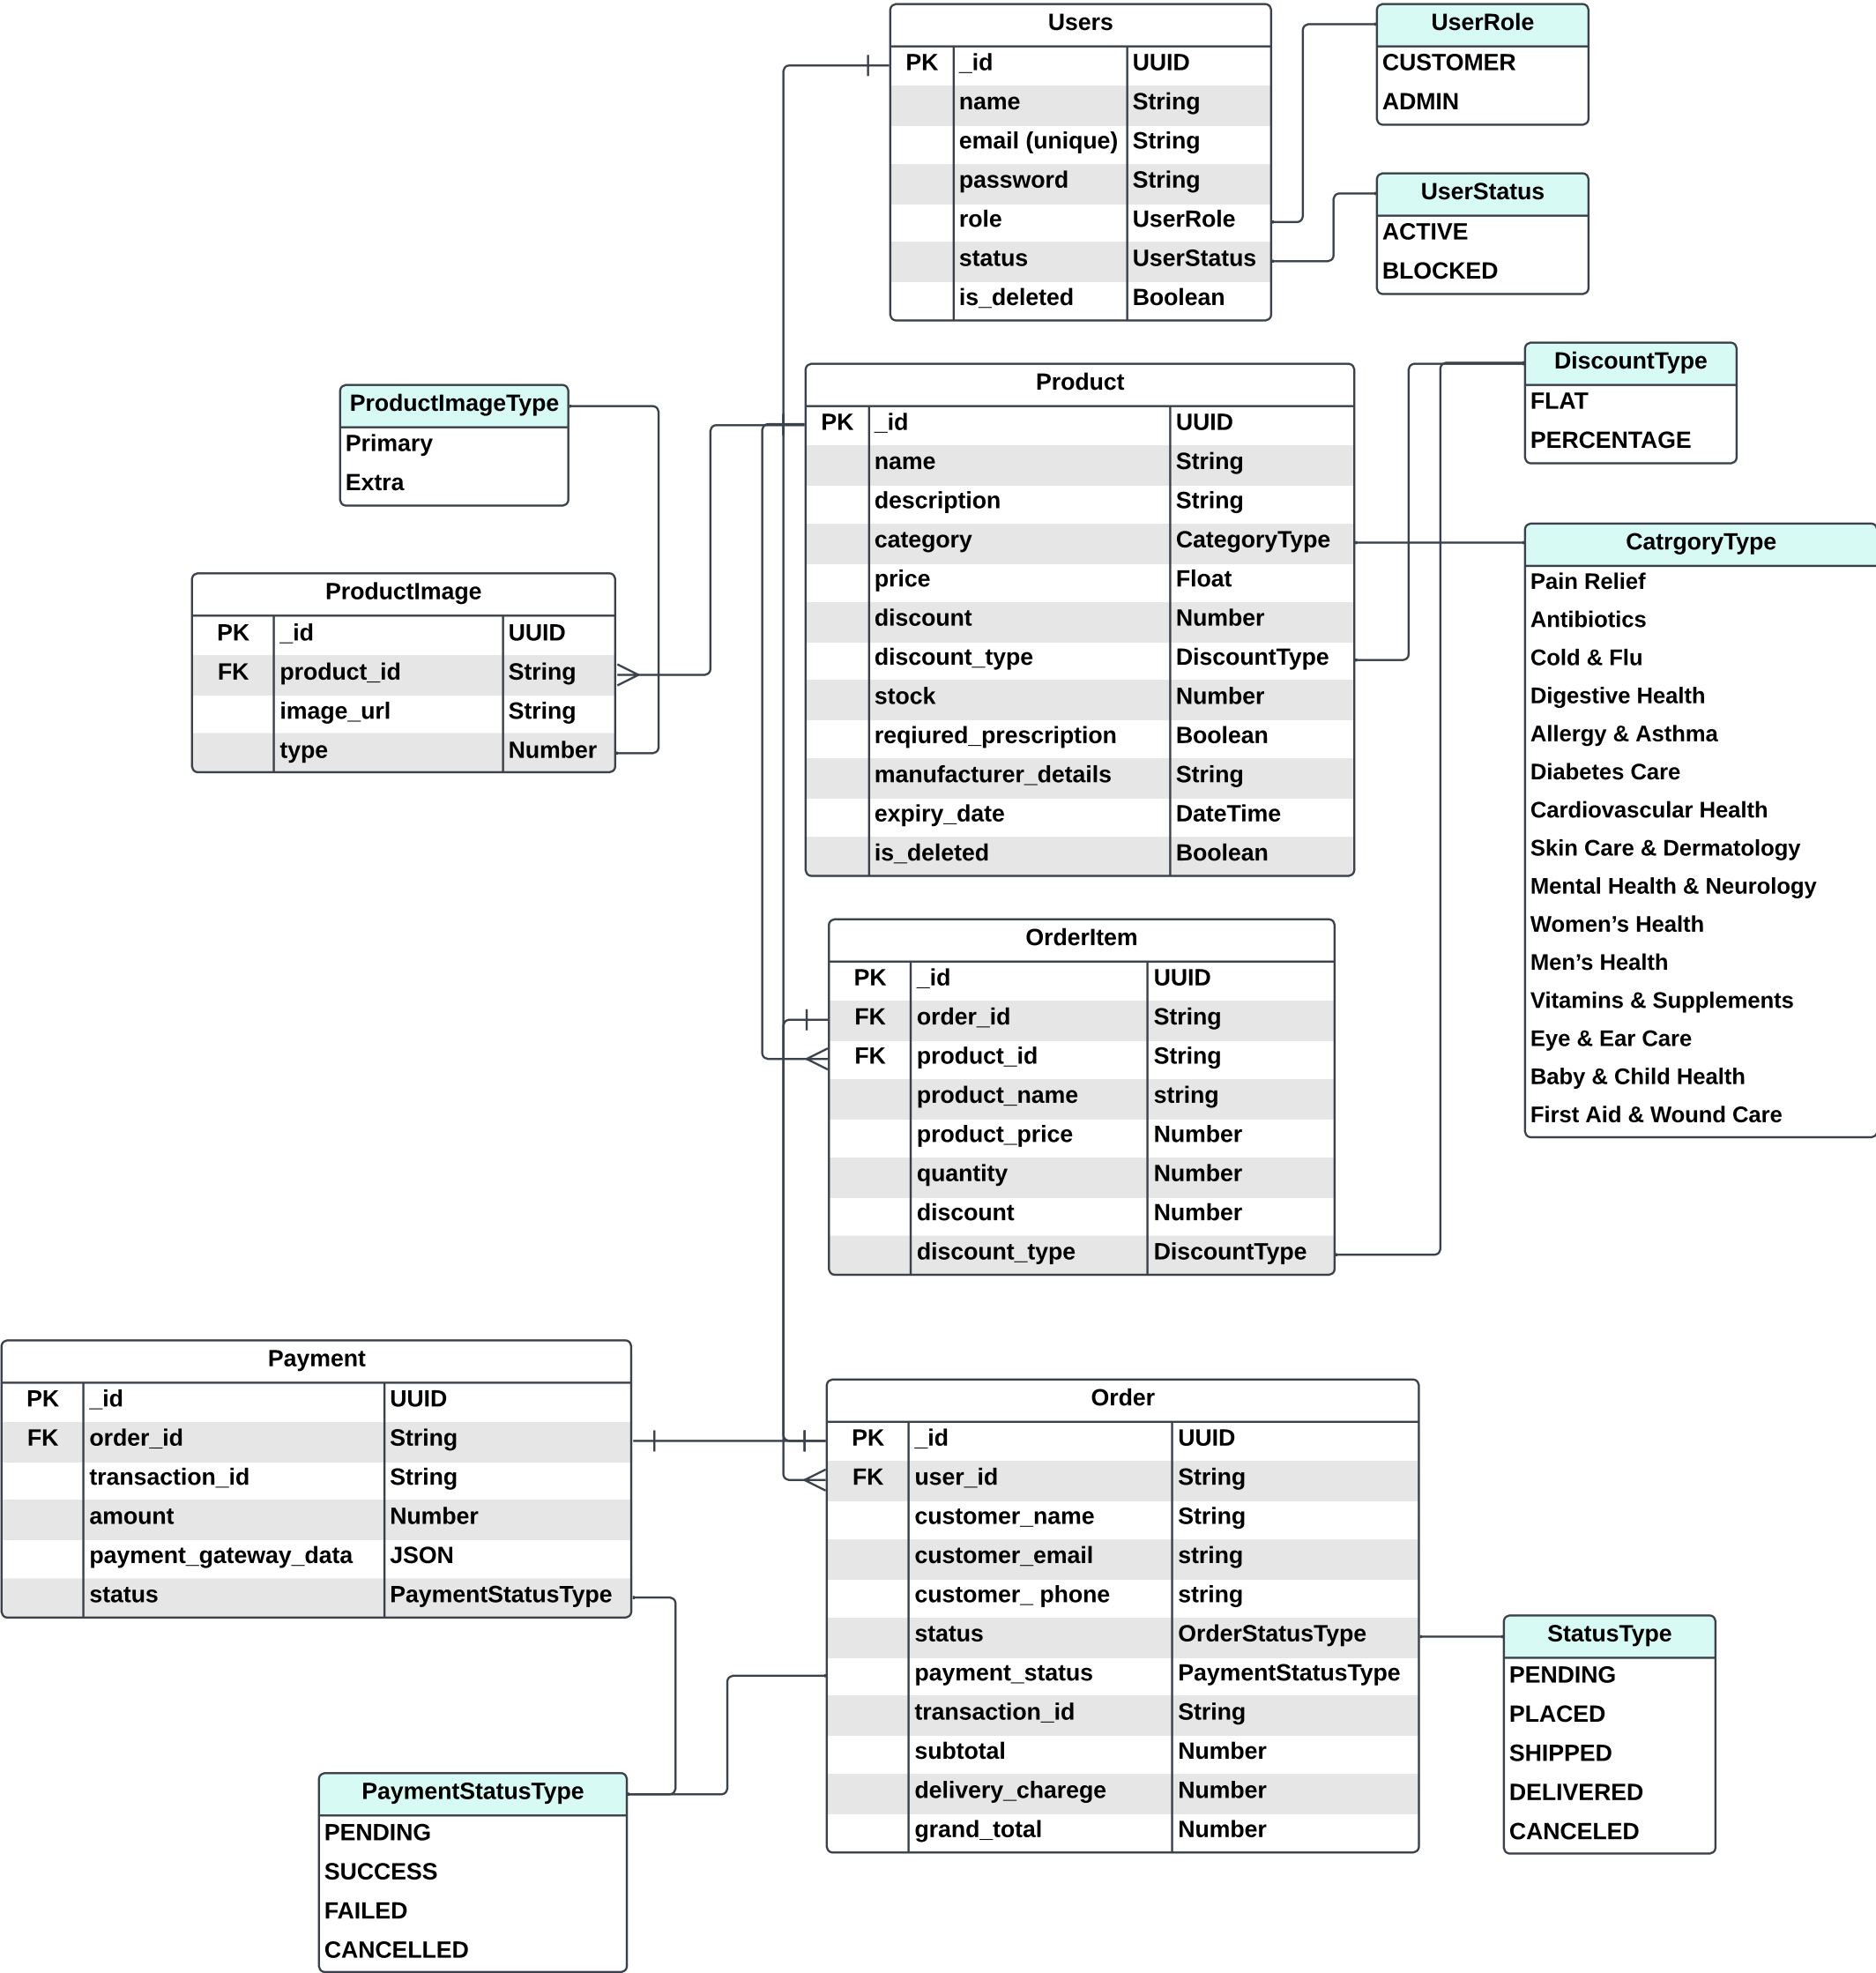 Users
PK _id UUID
name String
email (unique) String
password String
role UserRole
status UserStatus
is_deleted Boolean
UserRole
CUSTOMER
ADMIN
UserStatus
ACTIVE
BLOCKED
Product
PK _id UUID
name String
description String
category CategoryType
price Float
discount Number
discount_type DiscountType
stock Number
reqiured_prescription Boolean
manufacturer_details String
expiry_date DateTime
is_deleted Boolean
DiscountType
FLAT
PERCENTAGE
ProductImageType
Primary
Extra
CatrgoryType
Pain Relief
Antibiotics
Cold & Flu
Digestive Health
Allergy & Asthma
Diabetes Care
Cardiovascular Health
Skin Care & Dermatology
Mental Health & Neurology
Women’s Health
Men’s Health
Vitamins & Supplements
Eye & Ear Care
Baby & Child Health
First Aid & Wound Care
ProductImage
PK _id UUID
FK product_id String
image_url String
type Number
OrderItem
PK _id UUID
FK order_id String
FK product_id String
product_name string
product_price Number
quantity Number
discount Number
discount_type DiscountType
Payment
PK _id UUID
FK order_id String
transaction_id String
amount Number
payment_gateway_data JSON
status PaymentStatusType
Order
PK _id UUID
FK user_id String
customer_name String
customer_email string
customer_ phone string
status OrderStatusType
payment_status PaymentStatusType
transaction_id String
subtotal Number
delivery_charege Number
grand_total Number
StatusType
PENDING
PLACED
SHIPPED
DELIVERED
CANCELED
PaymentStatusType
PENDING
SUCCESS
FAILED
CANCELLED